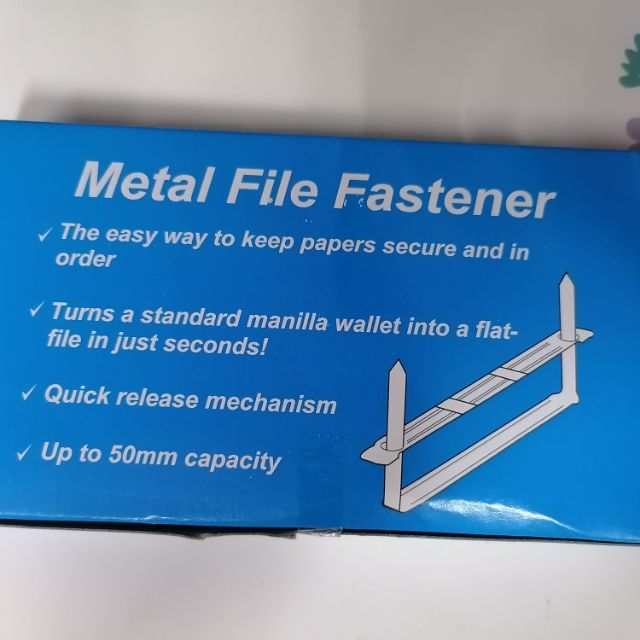 Metal File Fastener
✓ The easy way to keep papers secure and in
order
✓ Turns a standard manilla wallet into a flat-
file in just seconds!
✓ Quick release mechanism
✓ Up to 50mm capacity